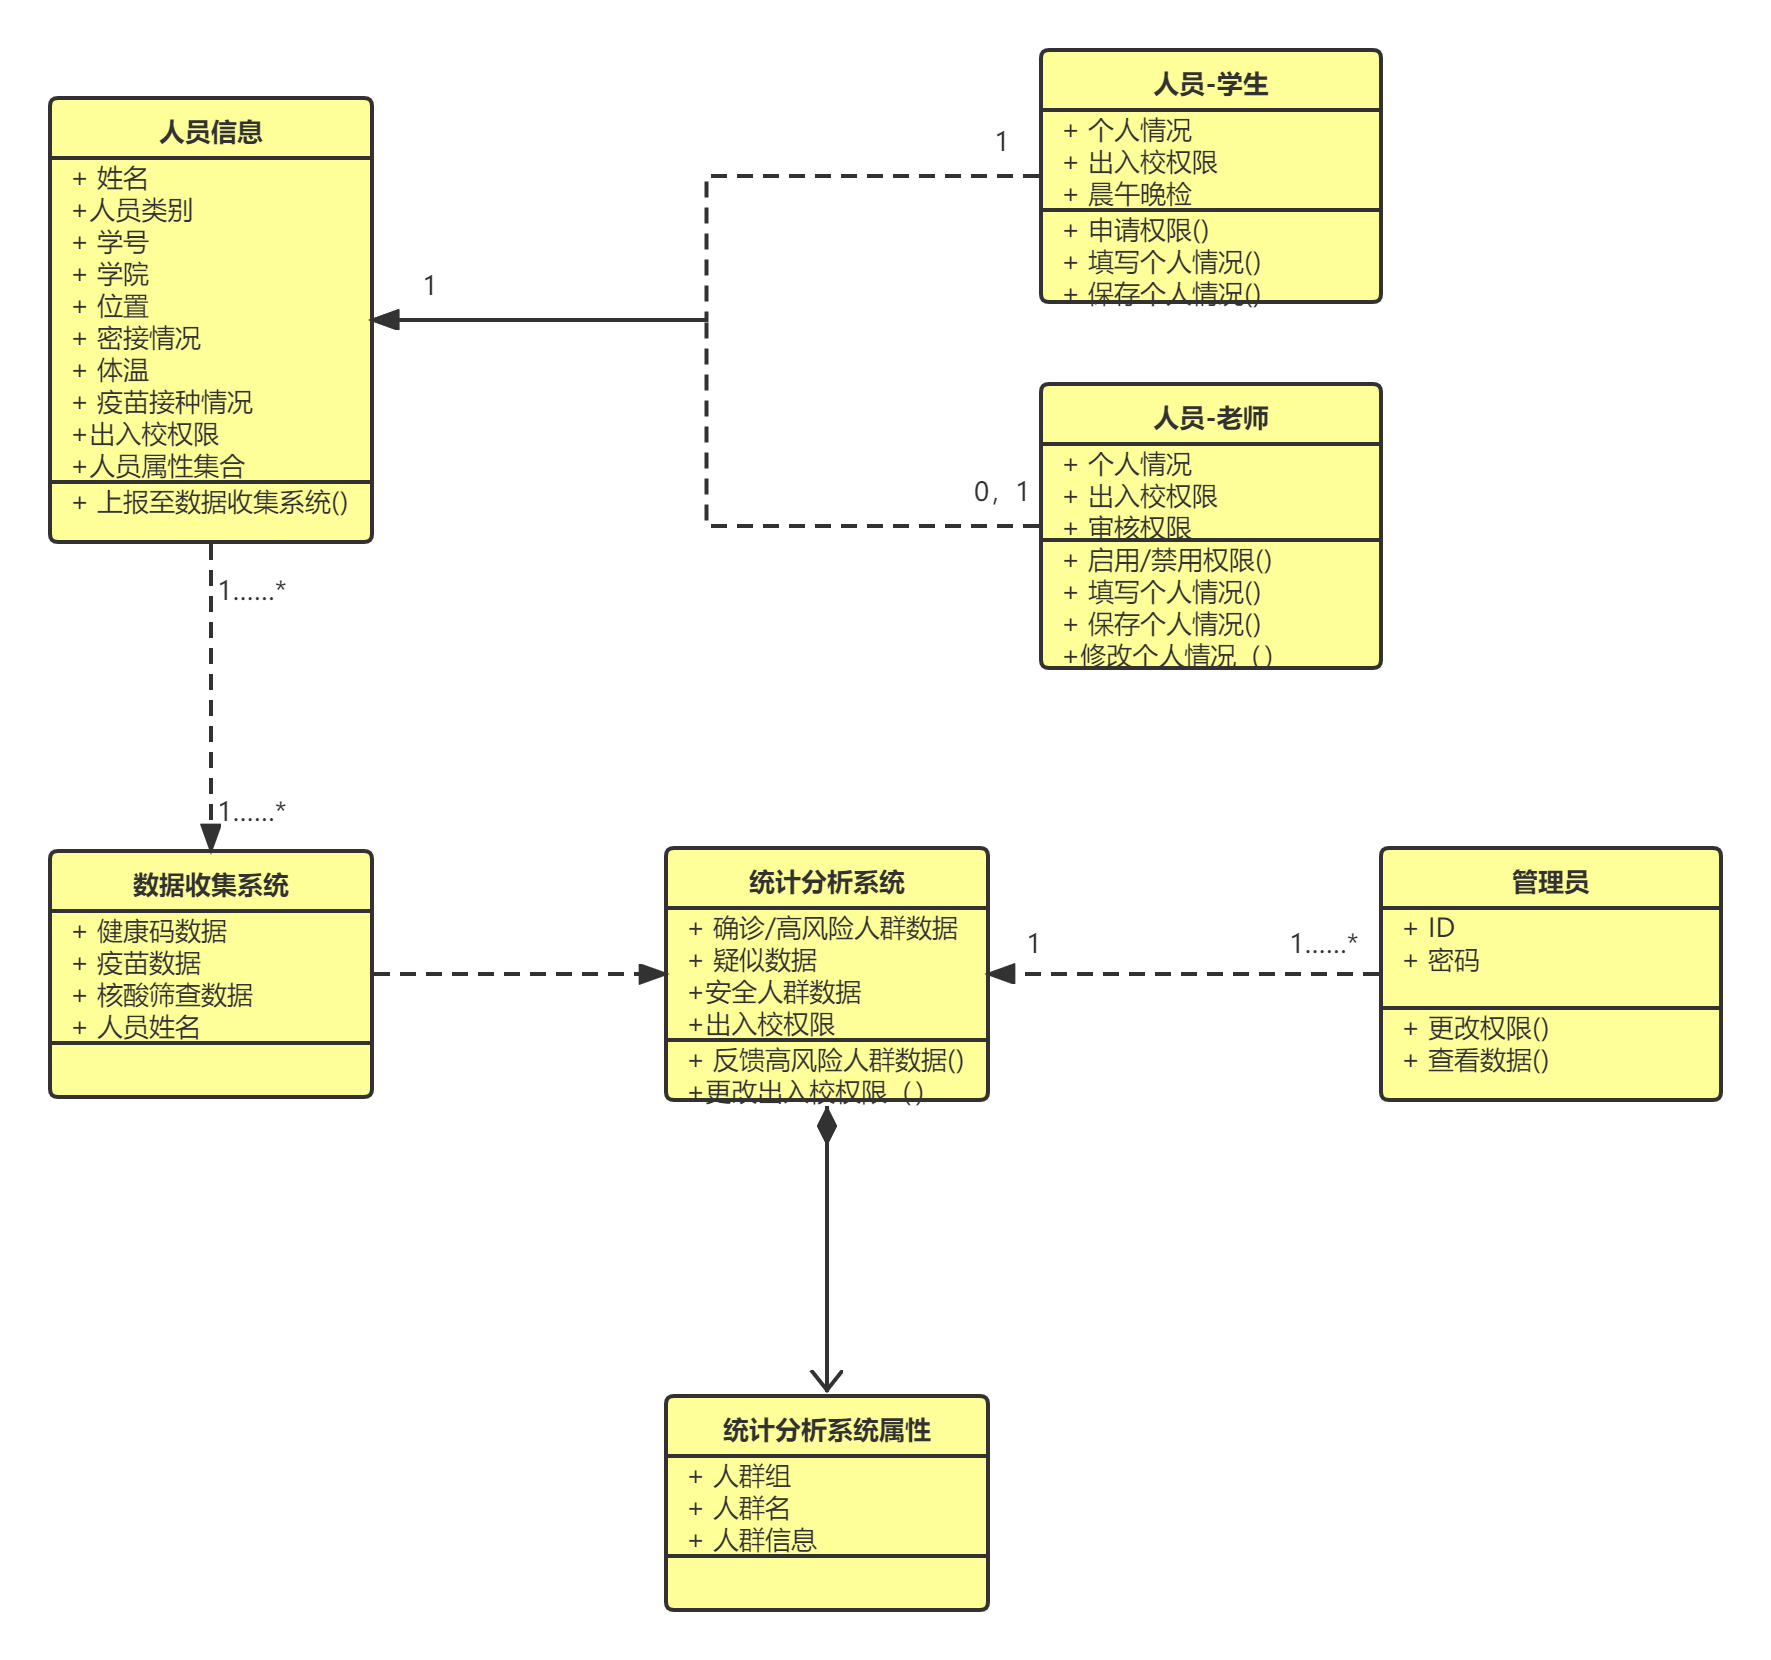 人员信息
+ 姓名
+人员类别
+ 学号
+ 学院
+ 位置
+ 密接情况
+ 体温
+ 疫苗接种情况
+出入校权限
+人员属性集合
+ 上报至数据收集系统()
1
1
人员-学生
+ 个人情况
+ 出入校权限
+ 晨午晚检
+ 申请权限()
+ 填写个人情况()
+ 保存个人情况()
0，1
人员-老师
+ 个人情况
+ 出入校权限
+ 审核权限
+ 启用/禁用权限()
+ 填写个人情况()
+ 保存个人情况()
+修改个人情况（）
1……*
1……*
数据收集系统
+ 健康码数据
+ 疫苗数据
+ 核酸筛查数据
+ 人员姓名
统计分析系统
+ 确诊/高风险人群数据
+ 疑似数据
+安全人群数据
+出入校权限
+ 反馈高风险人群数据()
+更改出入校权限（）
1
1……*
管理员
+ ID
+ 密码
+ 更改权限()
+ 查看数据()
统计分析系统属性
+ 人群组
+ 人群名
+ 人群信息